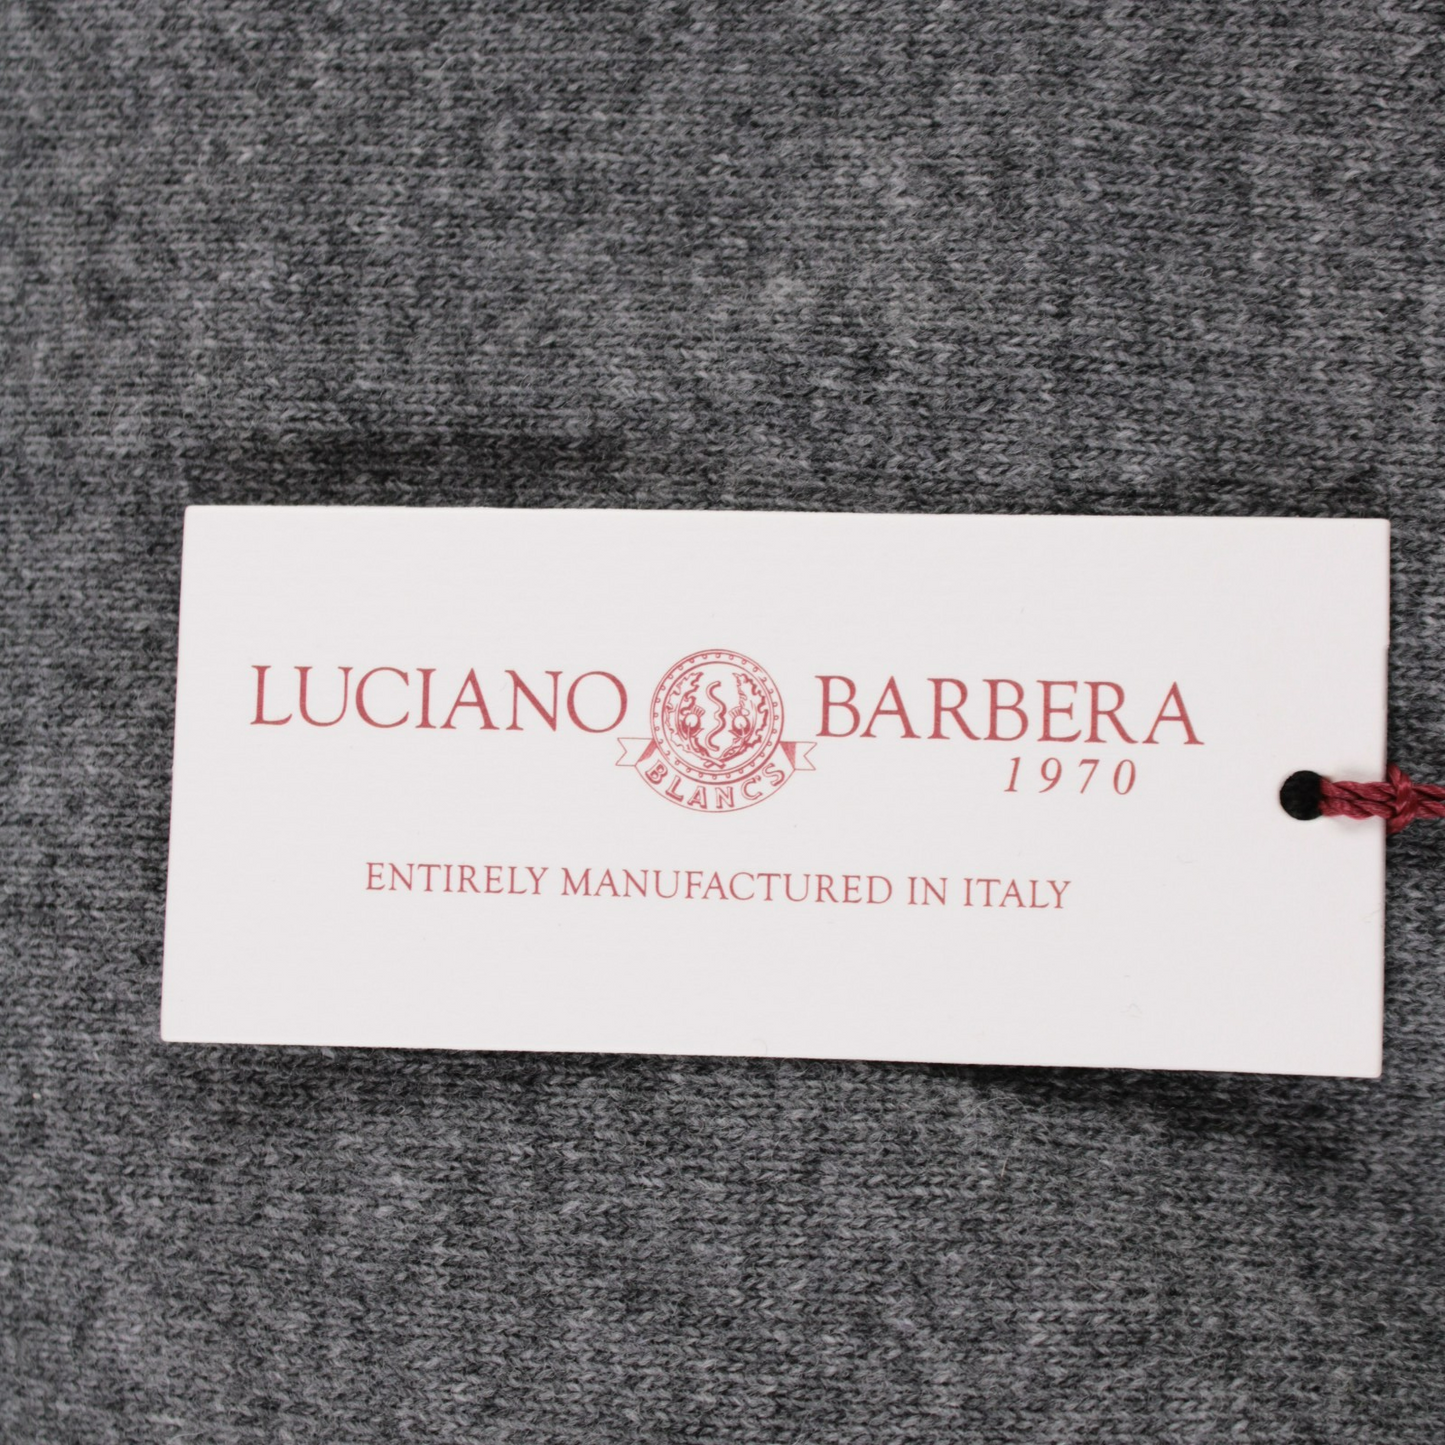 LUCIANO BARBERA
BLANC'S
1970
ENTIRELY MANUFACTURED IN ITALY